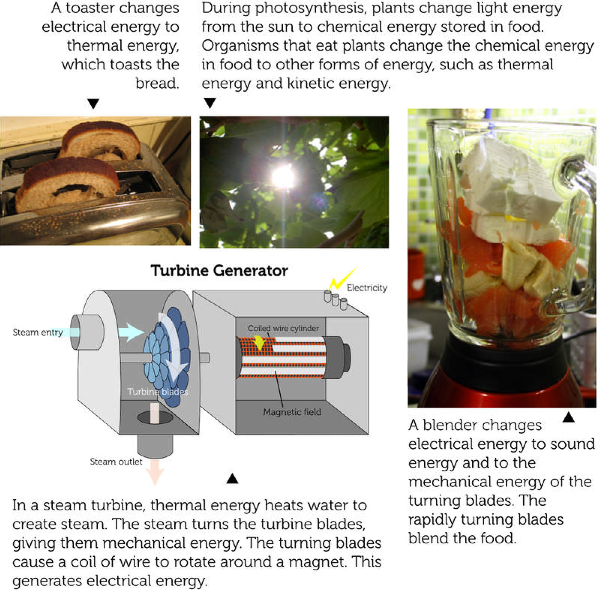 A toaster changes
electrical energy to
thermal energy,
which toasts the
bread.
During photosynthesis, plants change light energy
from the sun to chemical energy stored in food.
Organisms that eat plants change the chemical energy
in food to other forms of energy, such as thermal
energy and kinetic energy.
Turbine Generator
Electricity
Steam entry
Coiled wire cylinder
Turbine blades
Magnetic field
Steam outlet
In a steam turbine, thermal energy heats water to
create steam. The steam turns the turbine blades,
giving them mechanical energy. The turning blades
cause a coil of wire to rotate around a magnet. This
generates electrical energy.
A blender changes
electrical energy to sound
energy and to the
mechanical energy of the
turning blades. The
rapidly turning blades
blend the food.